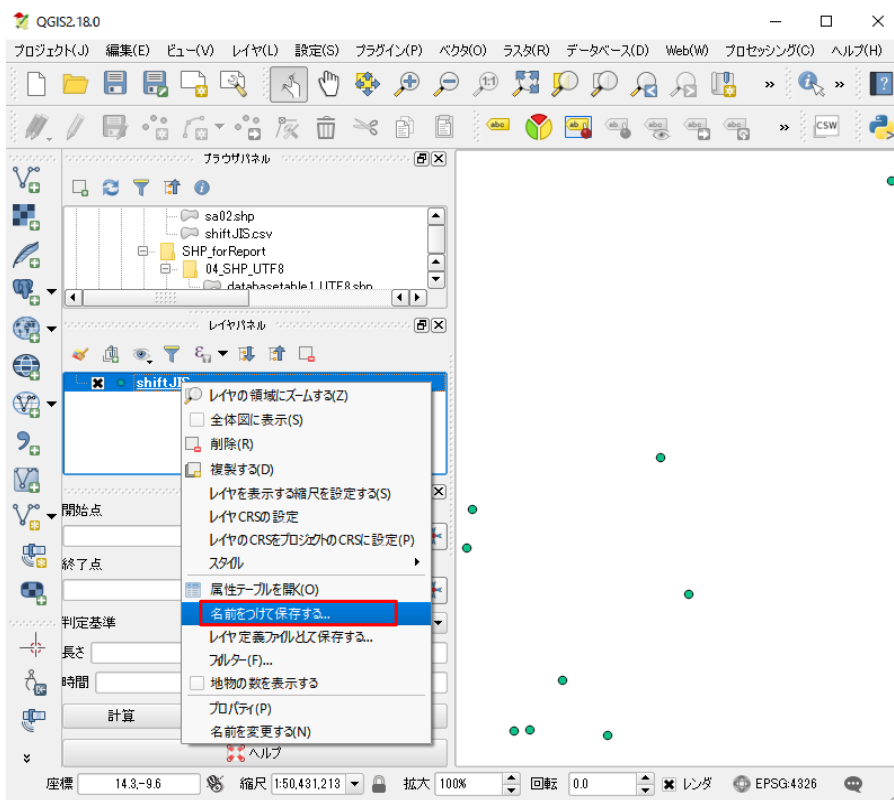 QGIS2.18.0
プロジェクト(J) 編集(E) ビュー(V) レイヤ(L) 設定(S) プラグイン(P) ベクタ(O) ラスタ(R) データベース(D) Web(W) プロセッシング(C) ヘルプ(H)
1:1
abc ab abc abc abc CSW
ブラウザパネル
sa02.shp
shiftJIS.csv
SHP_forReport
04_SHP_UTF8
databasetable1_UTF8.shp
レイヤパネル
shiftJIS
レイヤの領域にズームする(Z)
全体図に表示(S)
削除(R)
複製する(D)
レイヤを表示する縮尺を設定する(S)
レイヤCRSの設定
レイヤのCRSをプロジェクトのCRSに設定(P)
スタイル
属性テーブルを開く(O)
名前をつけて保存する...
レイヤ定義ファイルとして保存する...
フィルター(F)...
地物の数を表示する
プロパティ(P)
名前を変更する(N)
開始点
終了点
判定基準
長さ
時間
計算
ヘルプ
座標 14.3,-9.6 縮尺 1:50,431,213 拡大 100% 回転 0.0 レンダ EPSG:4326